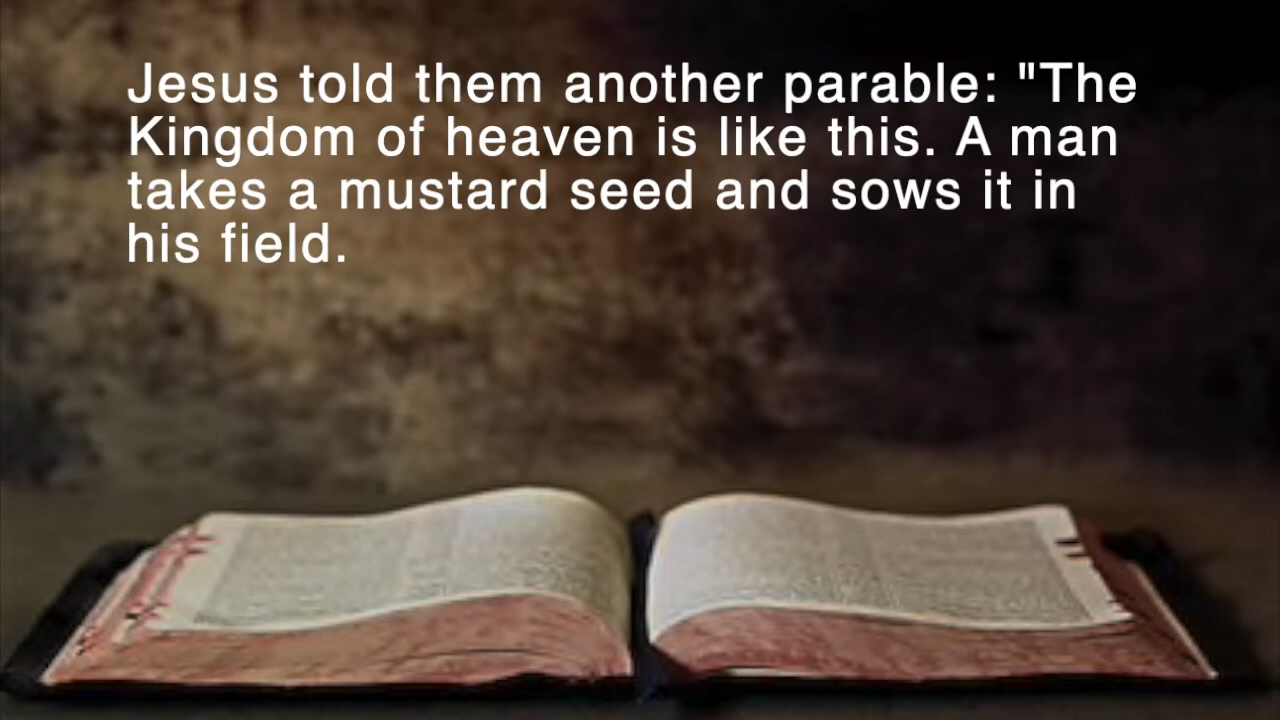 Jesus told them another parable: "The
Kingdom of heaven is like this. A man
takes a mustard seed and sows it in
his field.